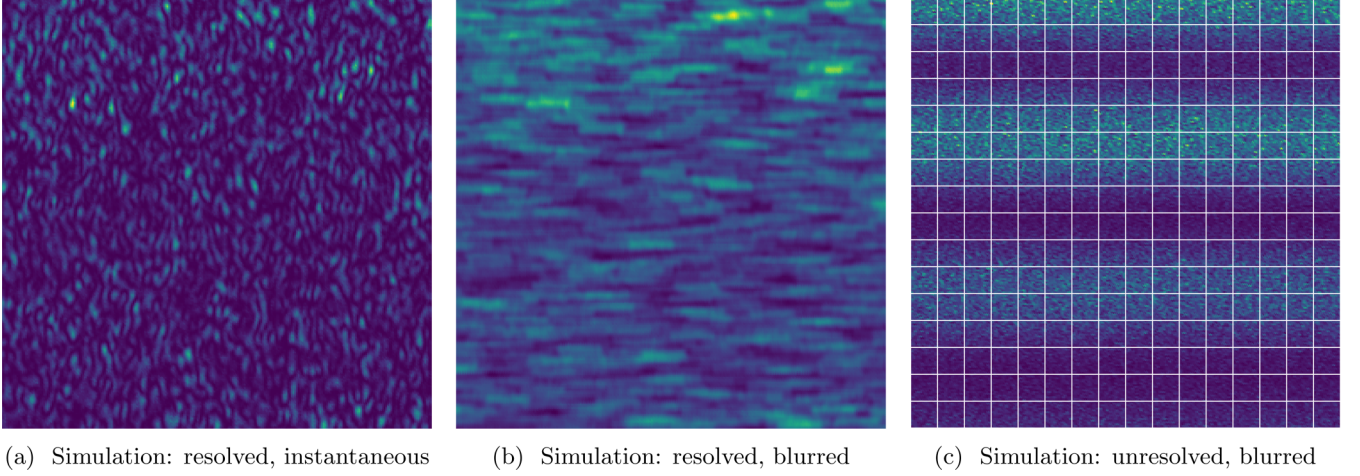 (a) Simulation: resolved, instantaneous
(b) Simulation: resolved, blurred
(c) Simulation: unresolved, blurred